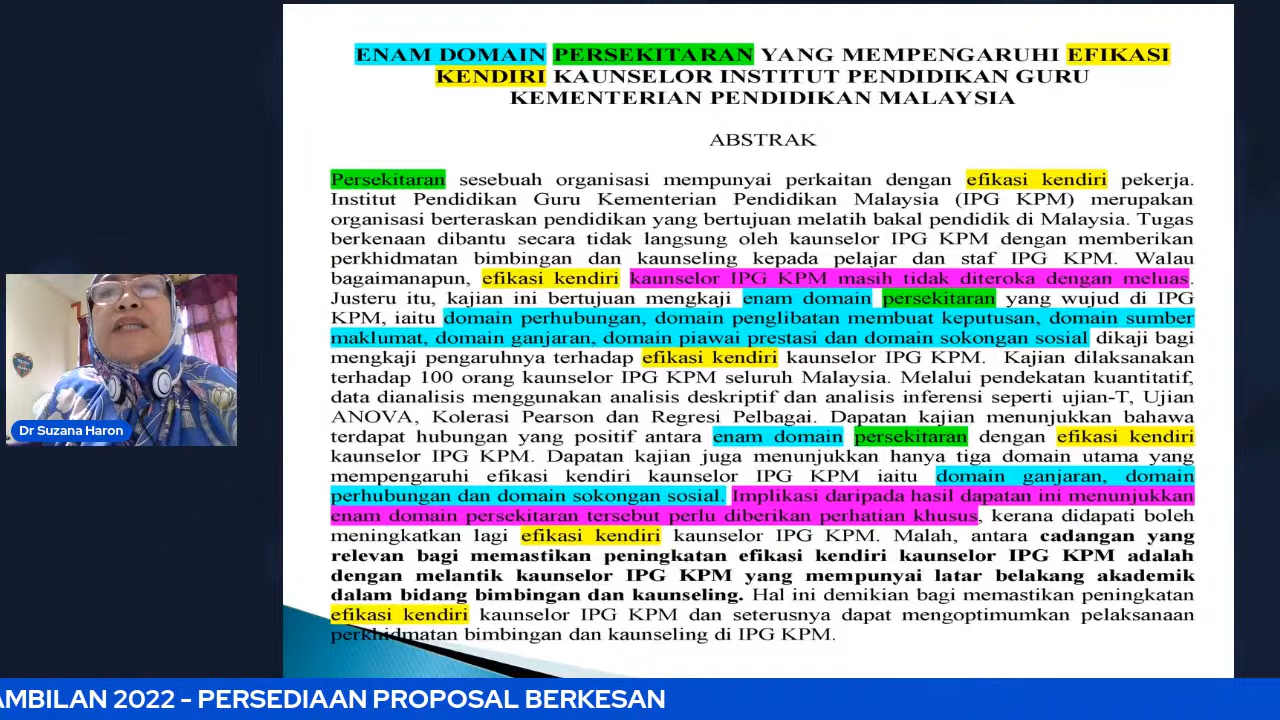 ENAM DOMAIN PERSEKITARAN YANG MEMPENGARUHI EFIKASI
KENDIRI KAUNSELOR INSTITUT PENDIDIKAN GURU
KEMENTERIAN PENDIDIKAN MALAYSIA
ABSTRAK
Persekitaran sesebuah organisasi mempunyai perkaitan dengan efikasi kendiri pekerja.
Institut Pendidikan Guru Kementerian Pendidikan Malaysia (IPG KPM) merupakan
organisasi berteraskan pendidikan yang bertujuan melatih bakal pendidik di Malaysia. Tugas
berkenaan dibantu secara tidak langsung oleh kaunselor IPG KPM dengan memberikan
perkhidmatan bimbingan dan kaunseling kepada pelajar dan staf IPG KPM. Walau
bagaimanapun, efikasi kendiri kaunselor IPG KPM masih tidak diteroka dengan meluas.
Justeru itu, kajian ini bertujuan mengkaji enam domain persekitaran yang wujud di IPG
KPM, iaitu domain perhubungan, domain penglibatan membuat keputusan, domain sumber
maklumat, domain ganjaran, domain piawai prestasi dan domain sokongan sosial dikaji bagi
mengkaji pengaruhnya terhadap efikasi kendiri kaunselor IPG KPM. Kajian dilaksanakan
terhadap 100 orang kaunselor IPG KPM seluruh Malaysia. Melalui pendekatan kuantitatif,
data dianalisis menggunakan analisis deskriptif dan analisis inferensi seperti ujian-T, Ujian
ANOVA, Kolerasi Pearson dan Regresi Pelbagai. Dapatan kajian menunjukkan bahawa
terdapat hubungan yang positif antara enam domain persekitaran dengan efikasi kendiri
kaunselor IPG KPM. Dapatan kajian juga menunjukkan hanya tiga domain utama yang
mempengaruhi efikasi kendiri kaunselor IPG KPM iaitu domain ganjaran, domain
perhubungan dan domain sokongan sosial. Implikasi daripada hasil dapatan ini menunjukkan
enam domain persekitaran tersebut perlu diberikan perhatian khusus, kerana didapati boleh
meningkatkan lagi efikasi kendiri kaunselor IPG KPM. Malah, antara cadangan yang
relevan bagi memastikan peningkatan efikasi kendiri kaunselor IPG KPM adalah
dengan melantik kaunselor IPG KPM yang mempunyai latar belakang akademik
dalam bidang bimbingan dan kaunseling. Hal ini demikian bagi memastikan peningkatan
efikasi kendiri kaunselor IPG KPM dan seterusnya dapat mengoptimumkan pelaksanaan
perkhidmatan bimbingan dan kaunseling di IPG KPM.
Dr Suzana Haron
AMBILAN 2022 - PERSEDIAAN PROPOSAL BERKESAN